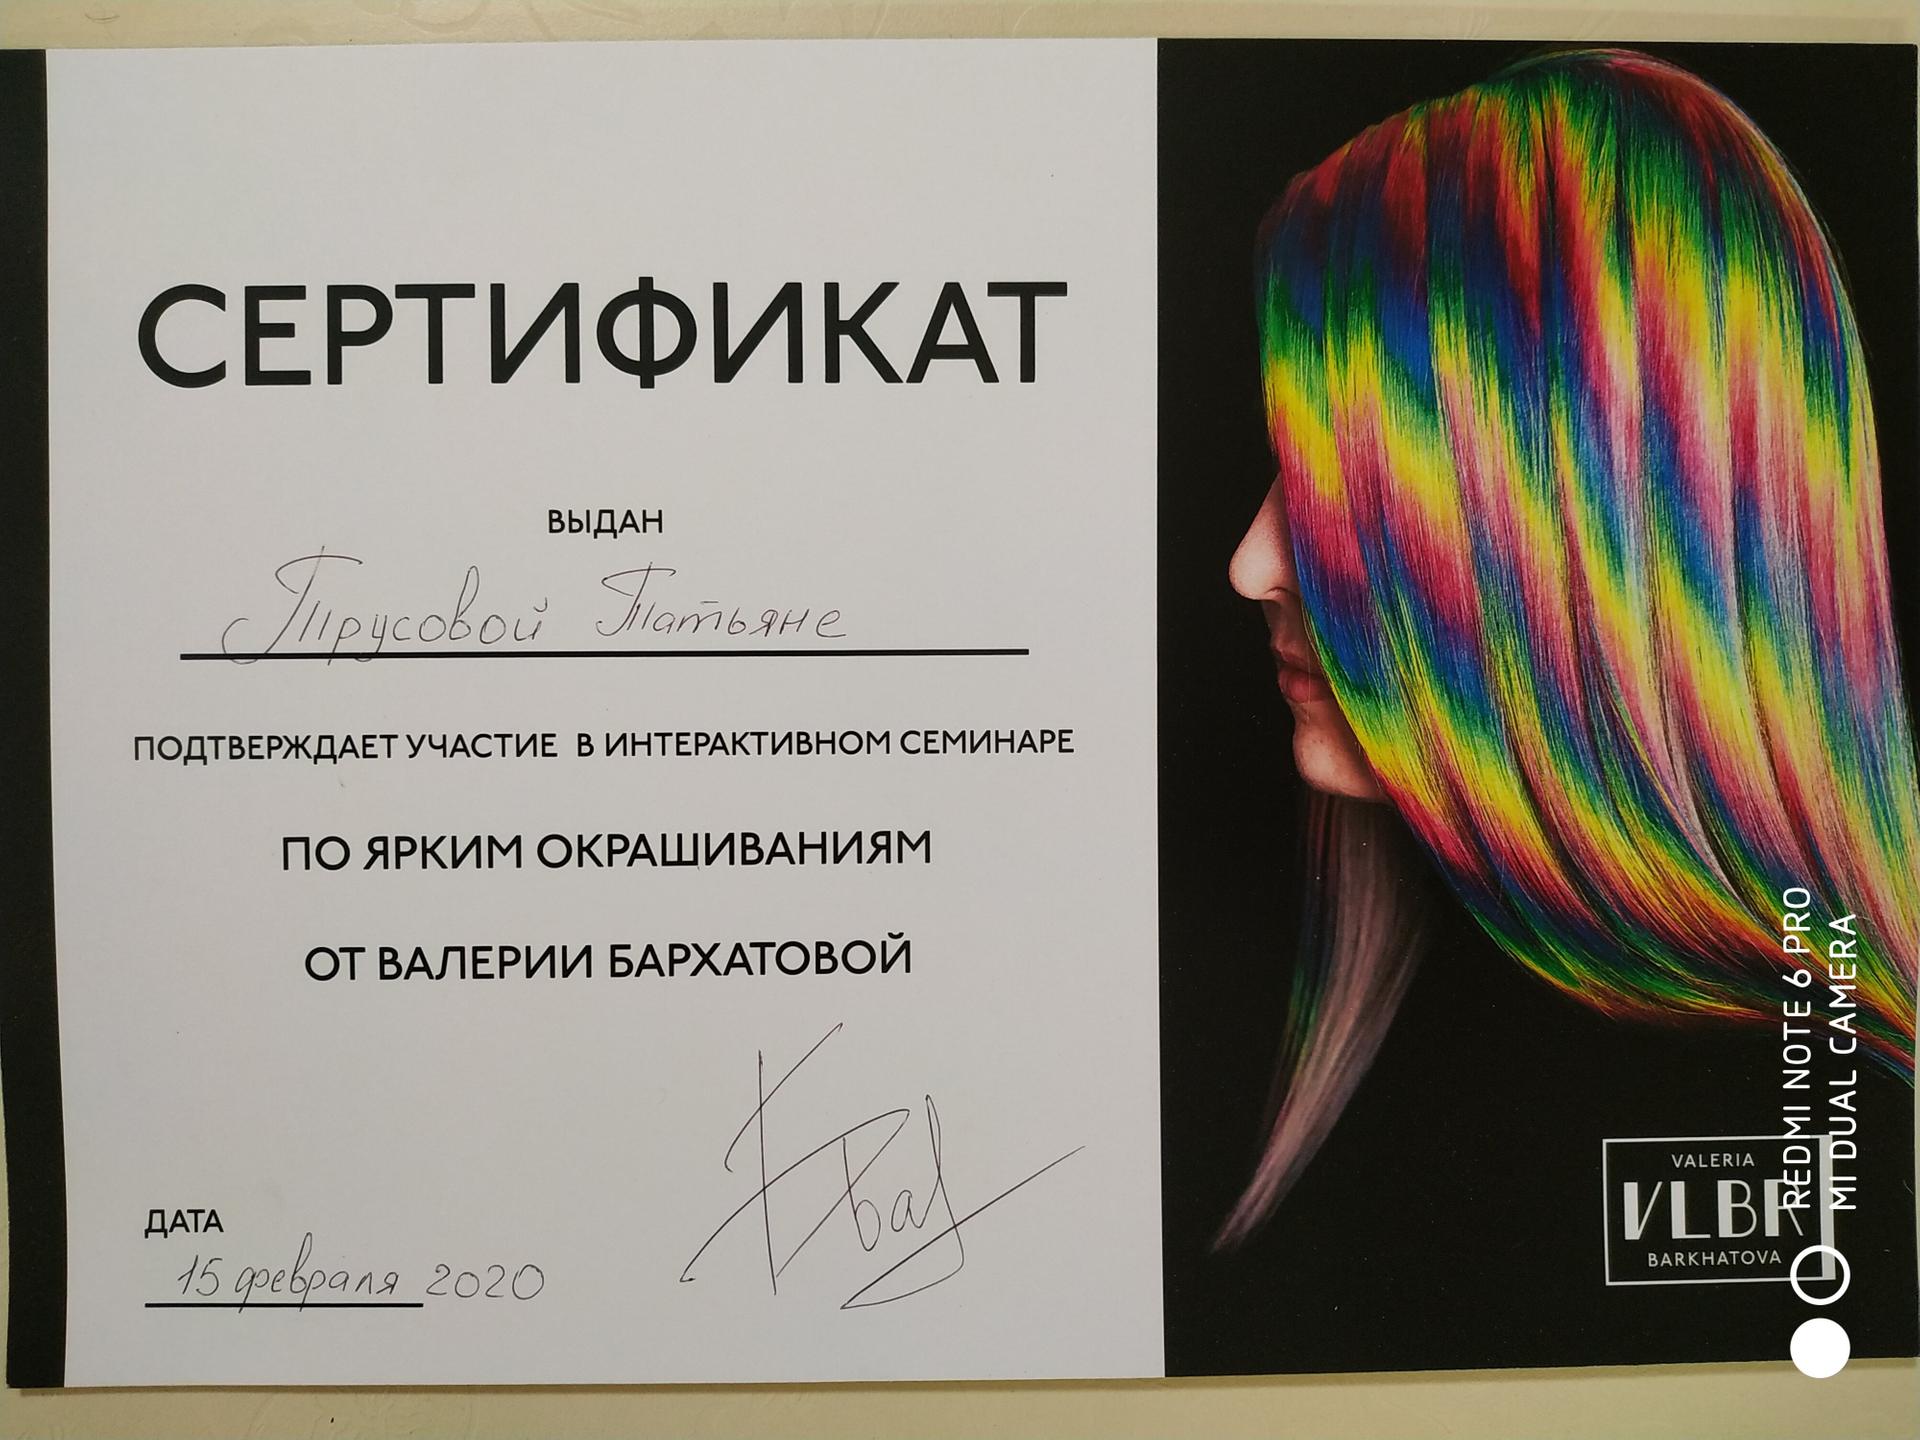 СЕРТИФИКАТ
ВЫДАН
Трусовой Татьяне
ПОДТВЕРЖДАЕТ УЧАСТИЕ В ИНТЕРАКТИВНОМ СЕМИНАРЕ
ПО ЯРКИМ ОКРАШИВАНИЯМ
ОТ ВАЛЕРИИ БАРХАТОВОЙ
ДАТА
15 февраля 2020
VALERIA
VLBR
BARKHATOVA
REDMI NOTE 6 PRO
MI DUAL CAMERA